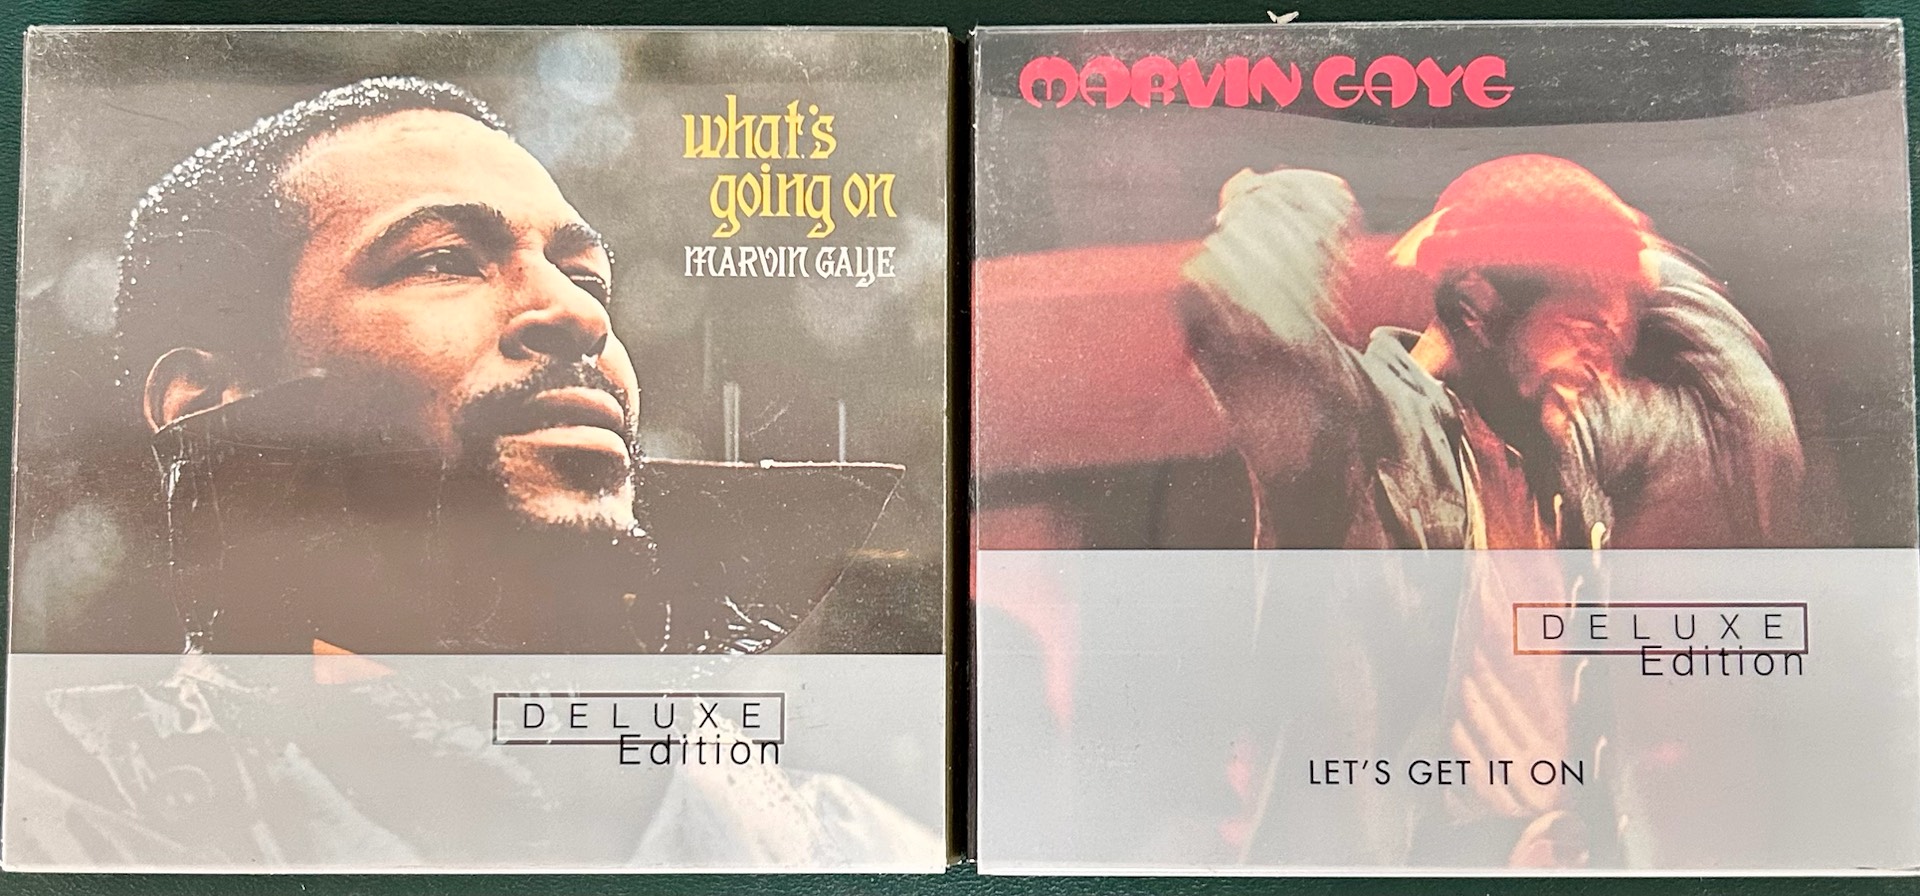 what's
going on
MARVIN GAYE
DELUXE
Edition
MARVIN GAYE
DELUXE
Edition
LET'S GET IT ON